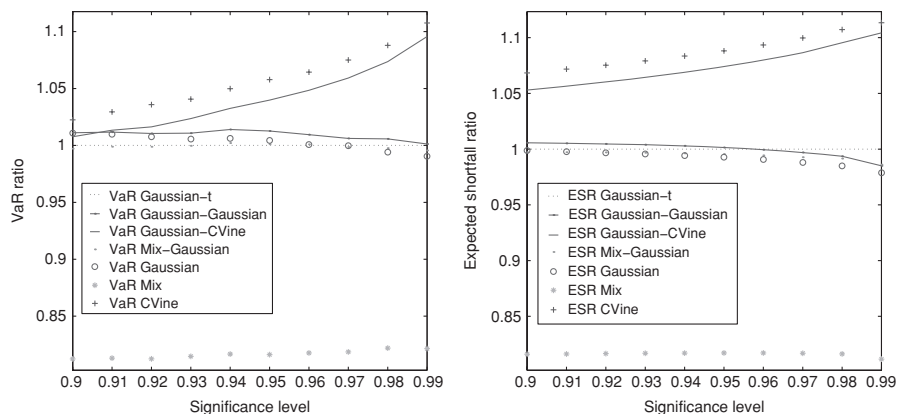 1.1
1.05
1
0.95
0.9
0.85
VaR ratio
VaR Gaussian–t
VaR Gaussian–Gaussian
VaR Gaussian–CVine
VaR Mix–Gaussian
VaR Gaussian
VaR Mix
VaR CVine
0.9 0.91 0.92 0.93 0.94 0.95 0.96 0.97 0.98 0.99
Significance level
1.1
1.05
1
0.95
0.9
0.85
Expected shortfall ratio
ESR Gaussian–t
ESR Gaussian–Gaussian
ESR Gaussian–CVine
ESR Mix–Gaussian
ESR Gaussian
ESR Mix
ESR CVine
0.9 0.91 0.92 0.93 0.94 0.95 0.96 0.97 0.98 0.99
Significance level